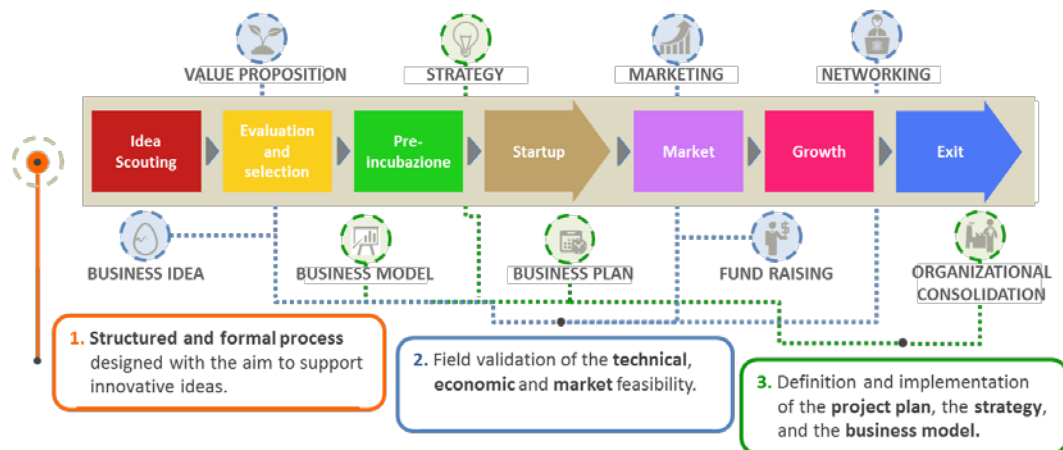 VALUE PROPOSITION
STRATEGY
MARKETING
NETWORKING
Idea
Scouting
Evaluation
and
selection
Pre-
incubazione
Startup
Market
Growth
Exit
BUSINESS IDEA
BUSINESS MODEL
BUSINESS PLAN
FUND RAISING
ORGANIZATIONAL
CONSOLIDATION
1. Structured and formal process
designed with the aim to support
innovative ideas.
2. Field validation of the technical,
economic and market feasibility.
3. Definition and implementation
of the project plan, the strategy,
and the business model.